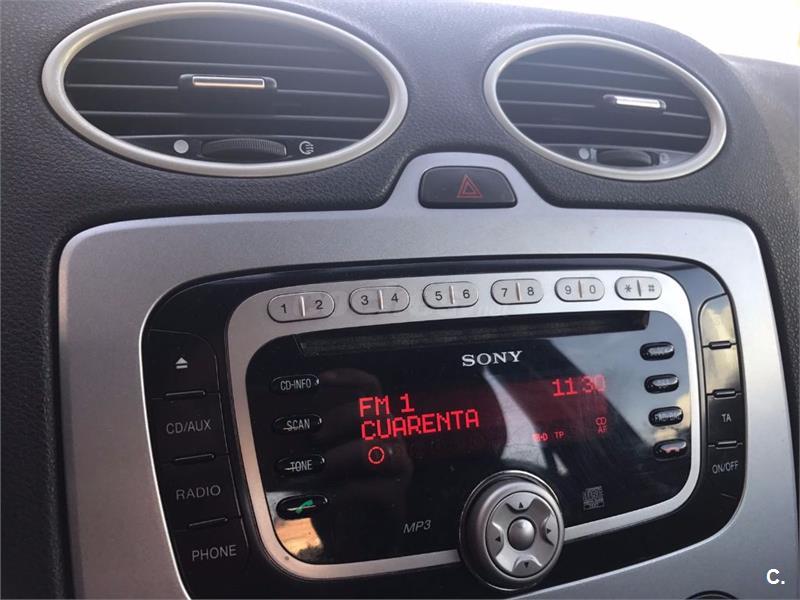 1 2 3 4 5 6 7 8 9 0 * #
SONY
CD-INFO
SCAN
TONE
FM 1
11:30
CUARENTA
TP
CD
AF
CD/AUX
RADIO
PHONE
MP3
TA
ON/OFF
C.